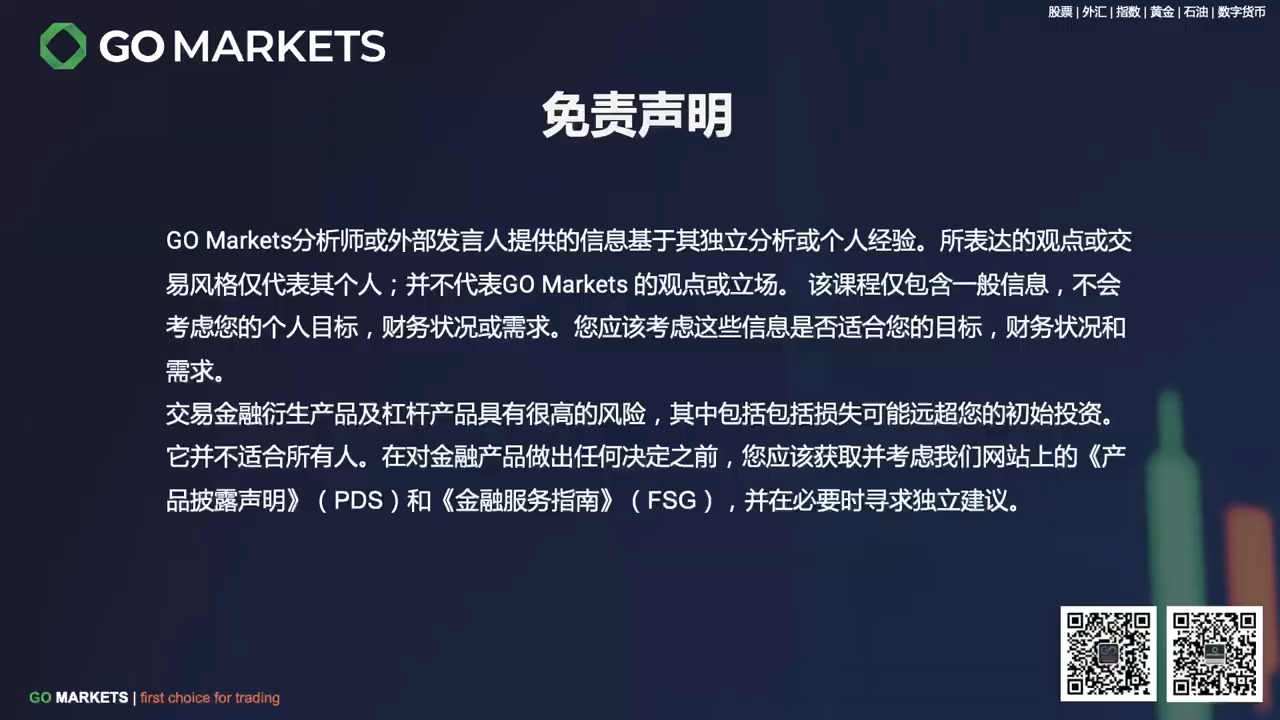 股票 | 外汇 | 指数 | 黄金 | 石油 | 数字货币
GO MARKETS
免责声明
GO Markets分析师或外部发言人提供的信息基于其独立分析或个人经验。所表达的观点或交
易风格仅代表其个人；并不代表GO Markets 的观点或立场。 该课程仅包含一般信息，不会
考虑您的个人目标，财务状况或需求。您应该考虑这些信息是否适合您的目标，财务状况和
需求。
交易金融衍生产品及杠杆产品具有很高的风险，其中包括包括损失可能远超您的初始投资。
它并不适合所有人。在对金融产品做出任何决定之前，您应该获取并考虑我们网站上的《产
品披露声明》（PDS）和《金融服务指南》（FSG），并在必要时寻求独立建议。
GO MARKETS | first choice for trading